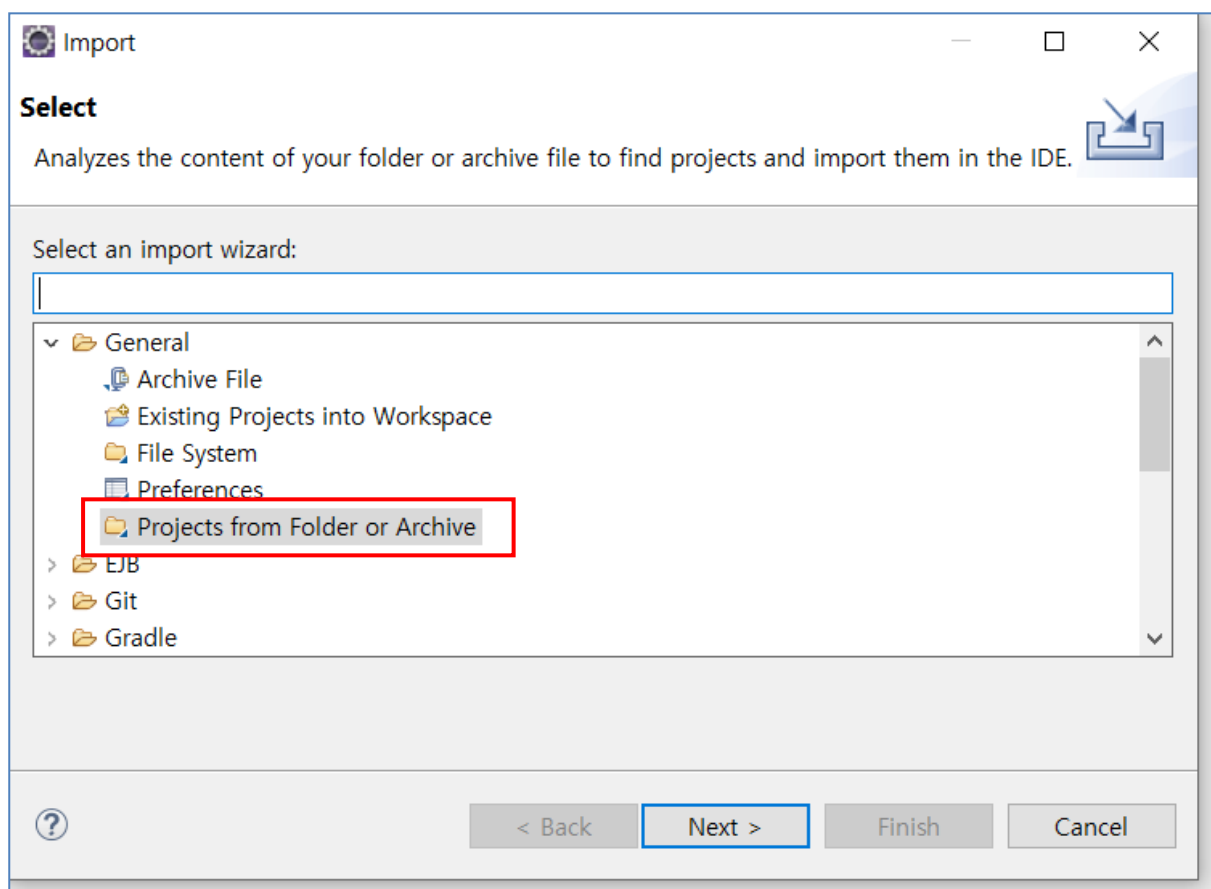 Import
Select
Analyzes the content of your folder or archive file to find projects and import them in the IDE.
Select an import wizard:
General
Archive File
Existing Projects into Workspace
File System
Preferences
Projects from Folder or Archive
EJB
Git
Gradle
?
< Back
Next >
Finish
Cancel